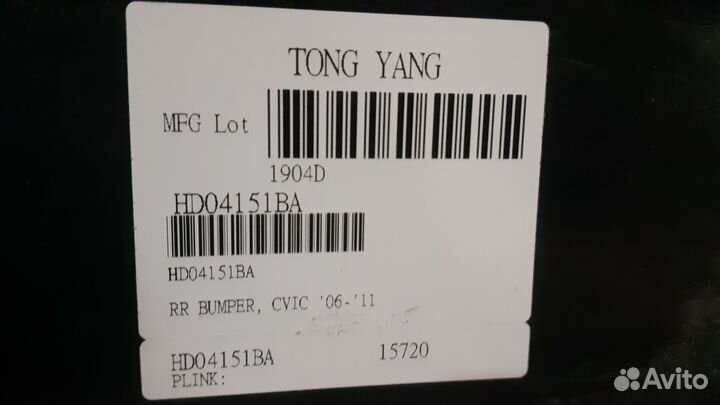 TONG YANG
MFG Lot
1904D
HD04151BA
HD04151BA
RR BUMPER, CVIC '06-'11
HD04151BA 15720
PLINK:
Avito